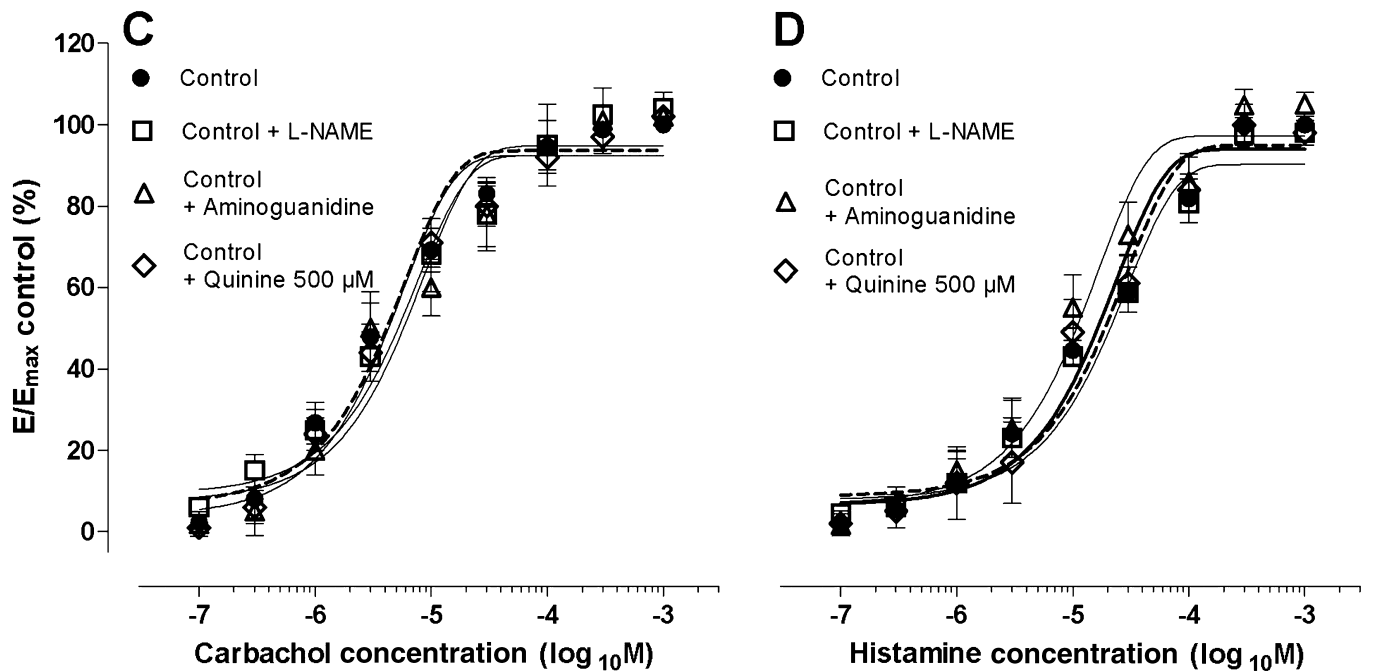 C
Control
Control + L-NAME
Control
+ Aminoguanidine
Control
+ Quinine 500 µM
E/Emax control (%)
120
100
80
60
40
20
0
-7
-6
-5
-4
-3
Carbachol concentration (log 10M)
D
Control
Control + L-NAME
Control
+ Aminoguanidine
Control
+ Quinine 500 µM
-7
-6
-5
-4
-3
Histamine concentration (log 10M)